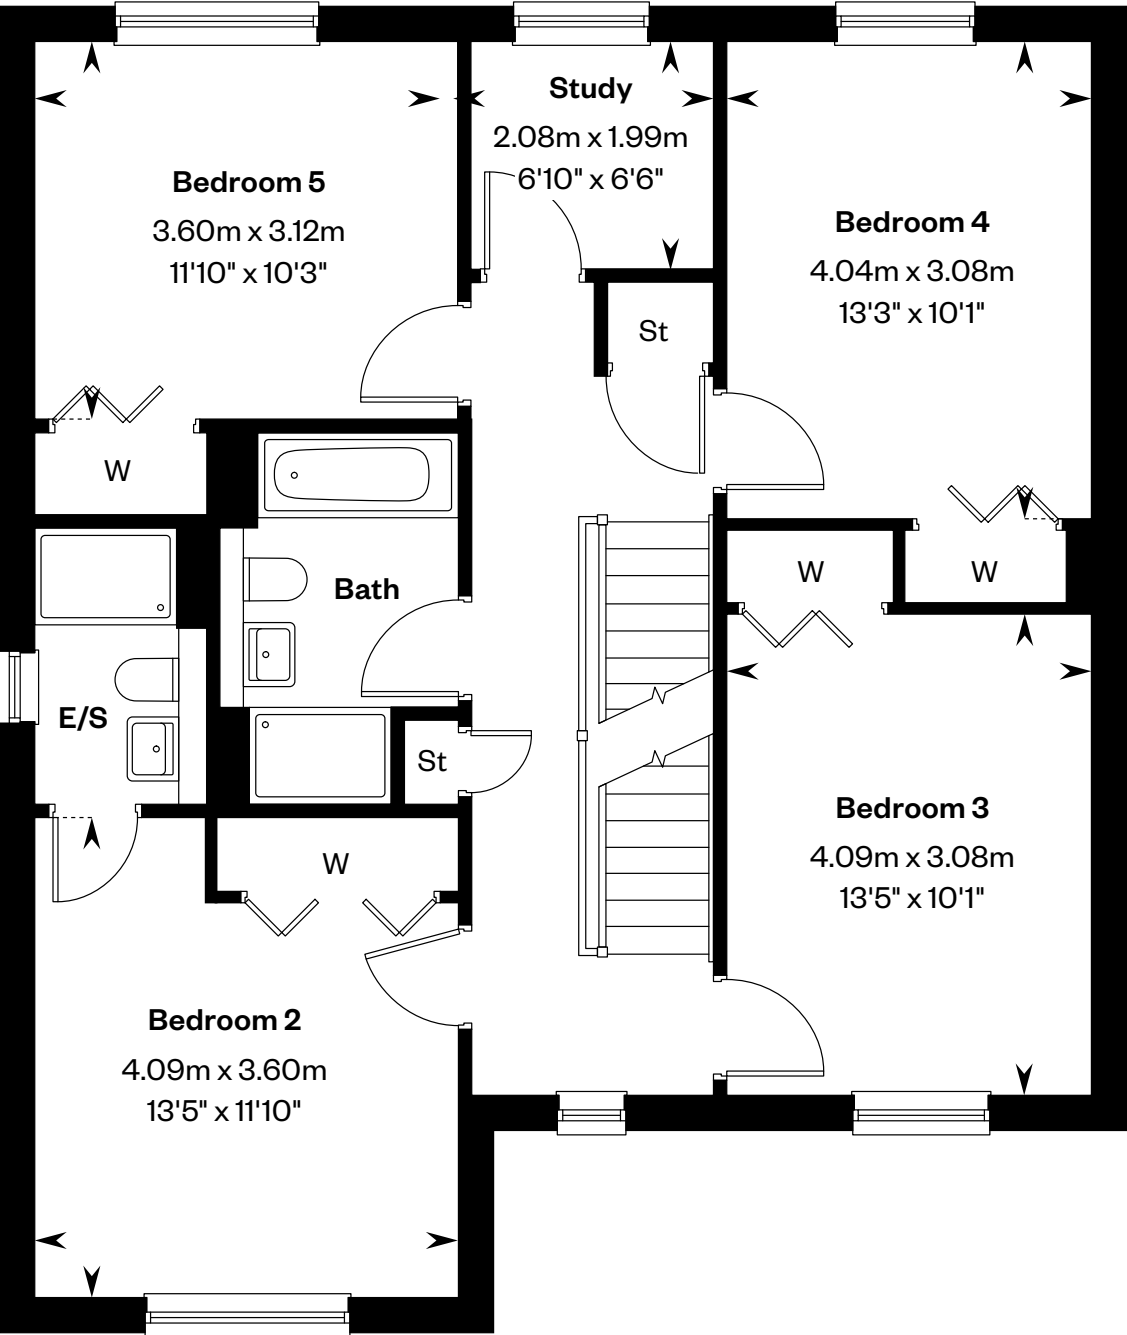 Study
2.08m x 1.99m
6'10" x 6'6"
Bedroom 5
3.60m x 3.12m
11'10" x 10'3"
Bedroom 4
4.04m x 3.08m
13'3" x 10'1"
St
W
Bath
W
W
E/S
St
Bedroom 3
4.09m x 3.08m
13'5" x 10'1"
W
Bedroom 2
4.09m x 3.60m
13'5" x 11'10"